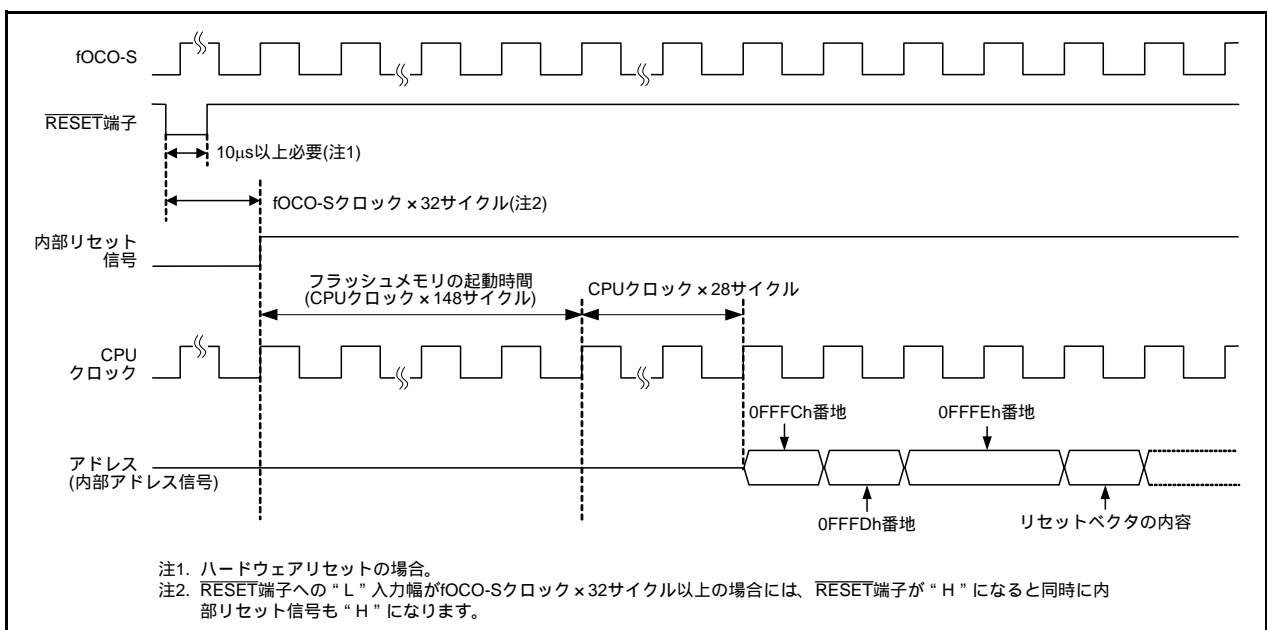 fOCO-S
RESET端子
10μs以上必要(注1)
fOCO-Sクロック×32サイクル(注2)
内部リセット
信号
フラッシュメモリの起動時間
(CPUクロック×148サイクル)
CPUクロック×28サイクル
CPU
クロック
0FFFCh番地
0FFFEh番地
アドレス
(内部アドレス信号)
0FFFDh番地
リセットベクタの内容
注1. ハードウェアリセットの場合。
注2. RESET端子への“L”入力幅がfOCO-Sクロック×32サイクル以上の場合には、RESET端子が“H”になると同時に内
部リセット信号も“H”になります。